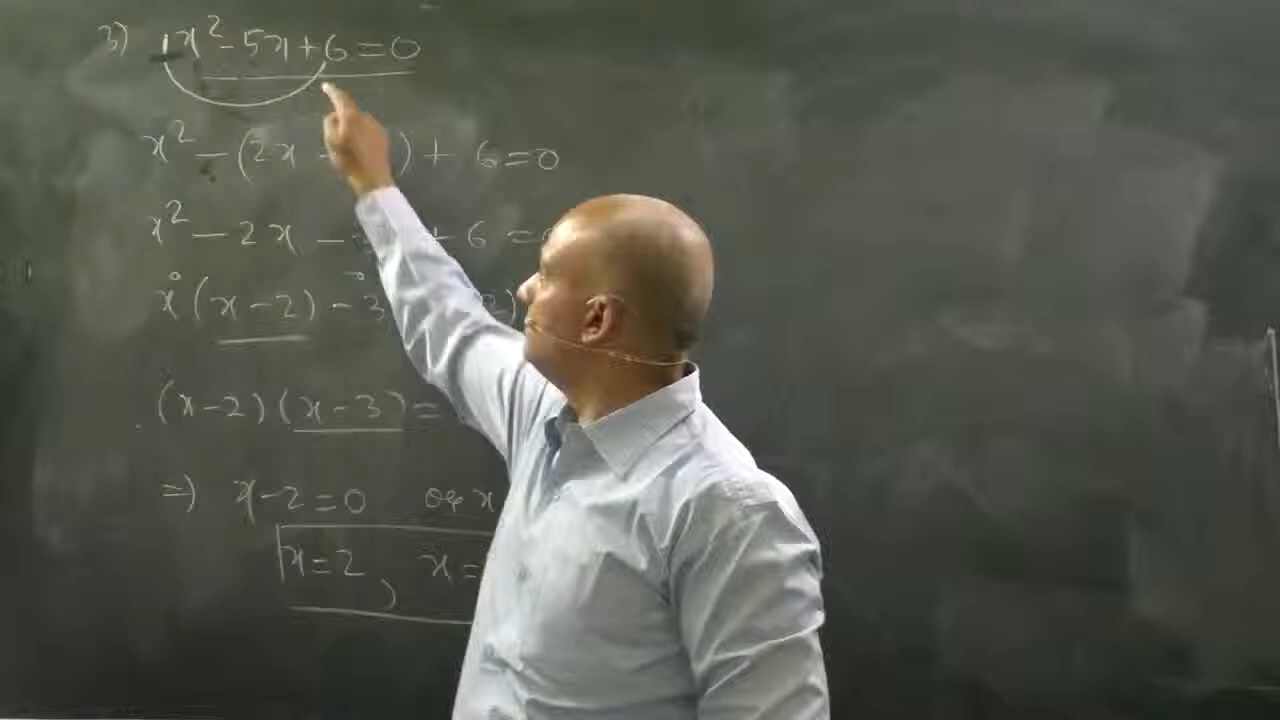 3) 1x² - 5x + 6 = 0
x² - (2x ) + 6 = 0
x² - 2x - + 6 =
x (x - 2) - 3 2)
(x - 2) (x - 3) =
=) x - 2 = 0 or x
x = 2 , x =